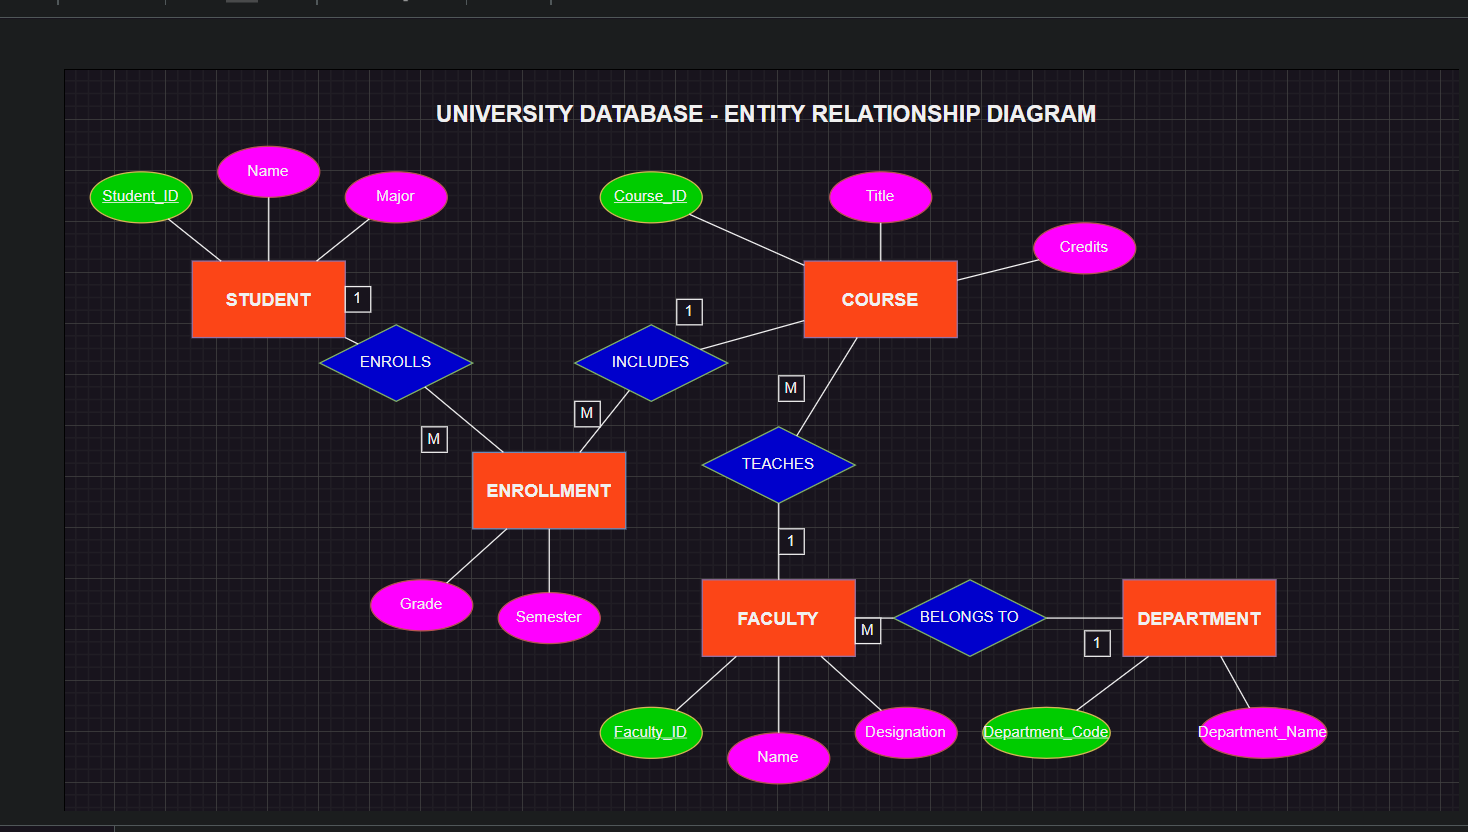 UNIVERSITY DATABASE - ENTITY RELATIONSHIP DIAGRAM
Name
Student_ID
Major
Course_ID
Title
Credits
STUDENT
1
COURSE
1
ENROLLS
INCLUDES
M
M
M
TEACHES
ENROLLMENT
1
Grade
Semester
FACULTY
M
BELONGS TO
DEPARTMENT
1
Faculty_ID
Name
Designation
Department_Code
Department_Name